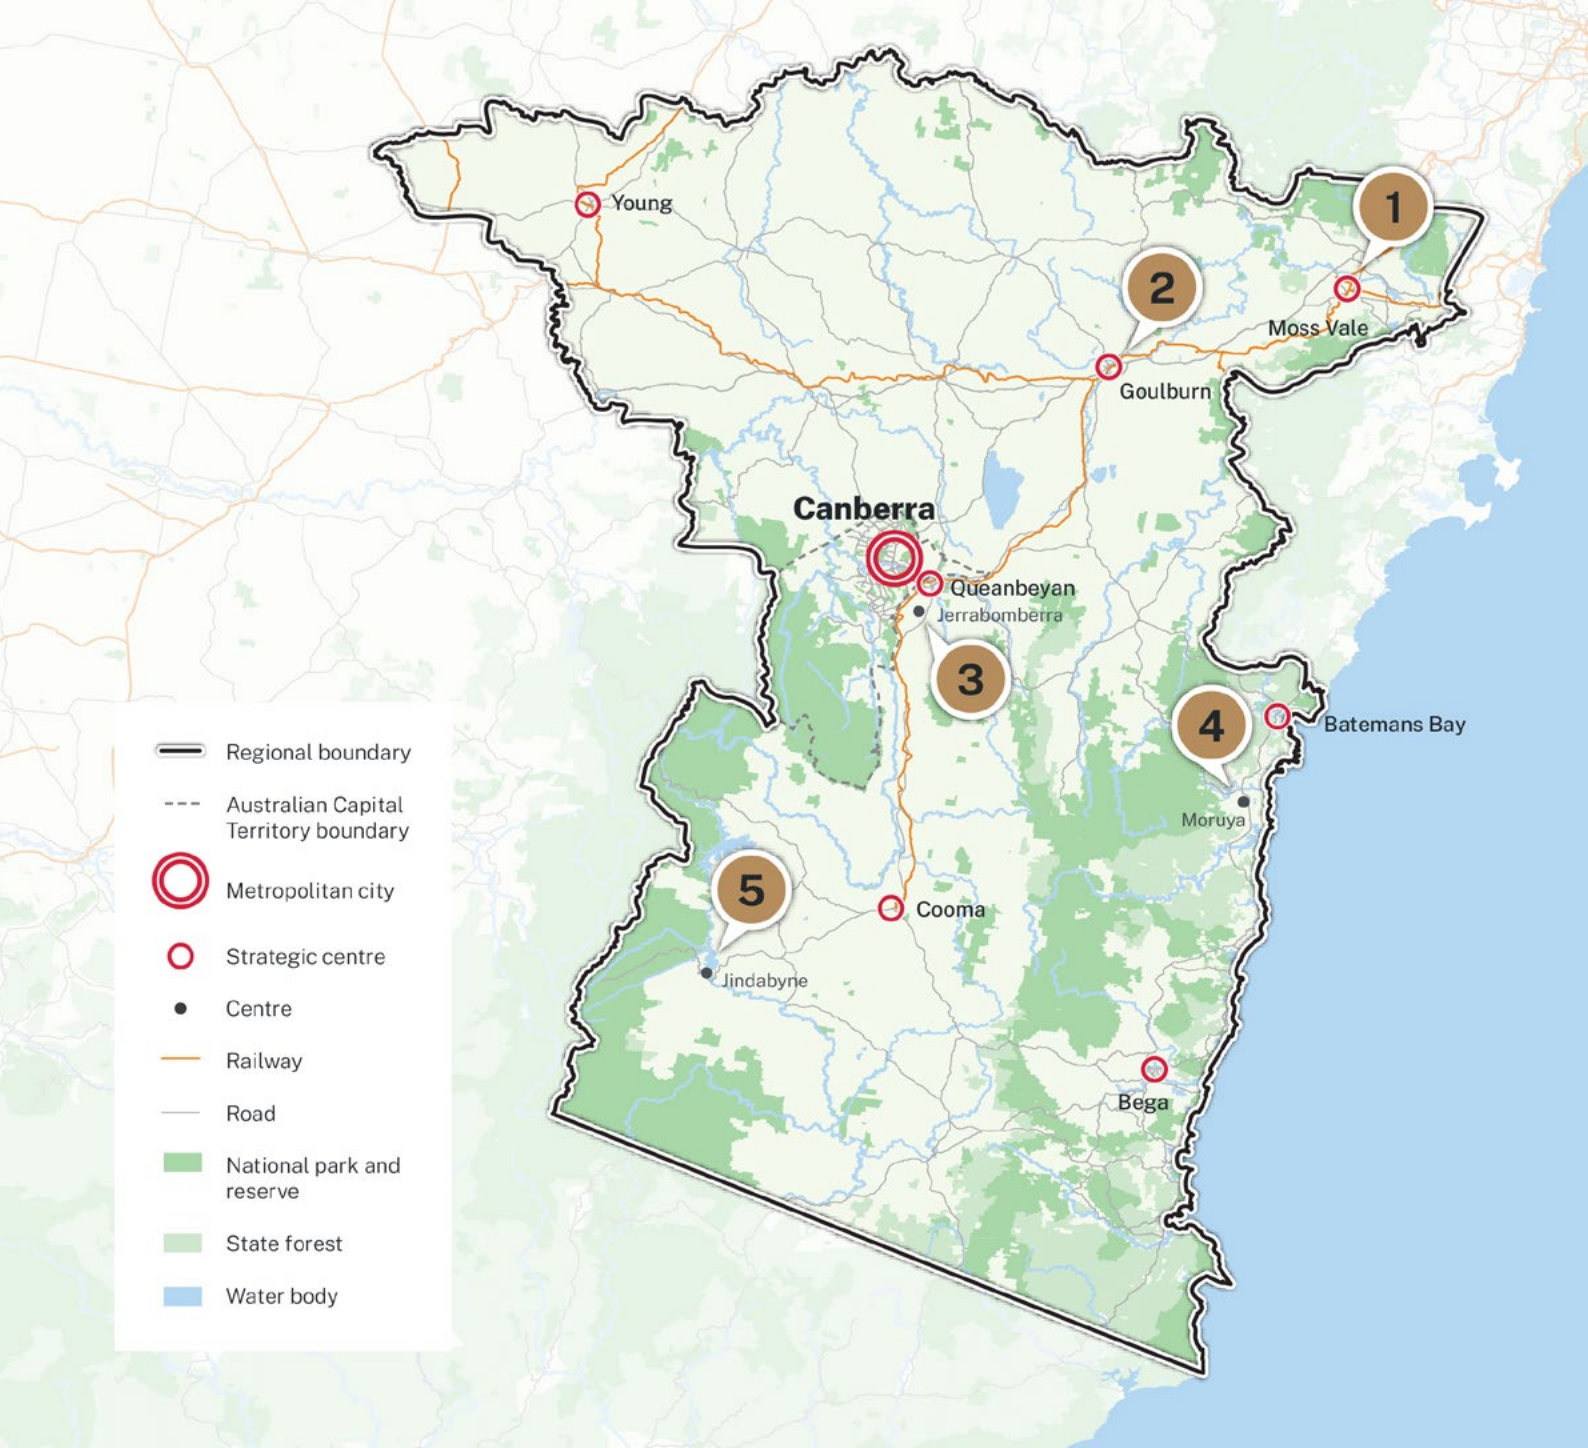 1
Young
2
Moss Vale
Goulburn
Canberra
Queanbeyan
Jerrabomberra
3
4
Batemans Bay
Moruya
5
Cooma
Jindabyne
Bega
Regional boundary
Australian Capital
Territory boundary
Metropolitan city
Strategic centre
Centre
Railway
Road
National park and
reserve
State forest
Water body